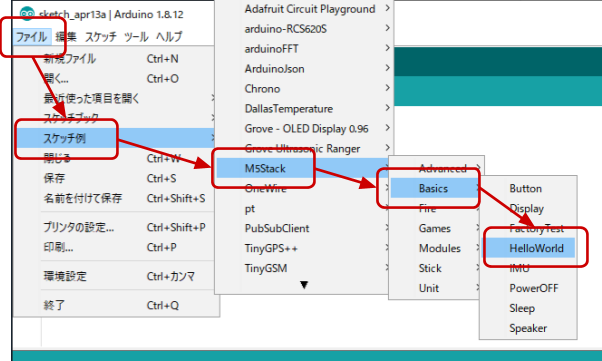 sketch_apr13a | Arduino 1.8.12
ファイル 編集 スケッチ ツール ヘルプ
新規ファイル Ctrl+N
開く... Ctrl+O
最近使った項目を開く
スケッチブック
スケッチ例
閉じる Ctrl+W
保存 Ctrl+S
名前を付けて保存 Ctrl+Shift+S
プリンタの設定... Ctrl+Shift+P
印刷... Ctrl+P
環境設定 Ctrl+カンマ
終了 Ctrl+Q
Adafruit Circuit Playground
arduino-RCS620S
arduinoFFT
ArduinoJson
Chrono
DallasTemperature
Grove - OLED Display 0.96
Grove Ultrasonic Ranger
M5Stack
OneWire
pt
PubSubClient
TinyGPS++
TinyGSM
Advanced
Basics
Fire
Games
Modules
Stick
Unit
Button
Display
FactoryTest
HelloWorld
IMU
PowerOFF
Sleep
Speaker